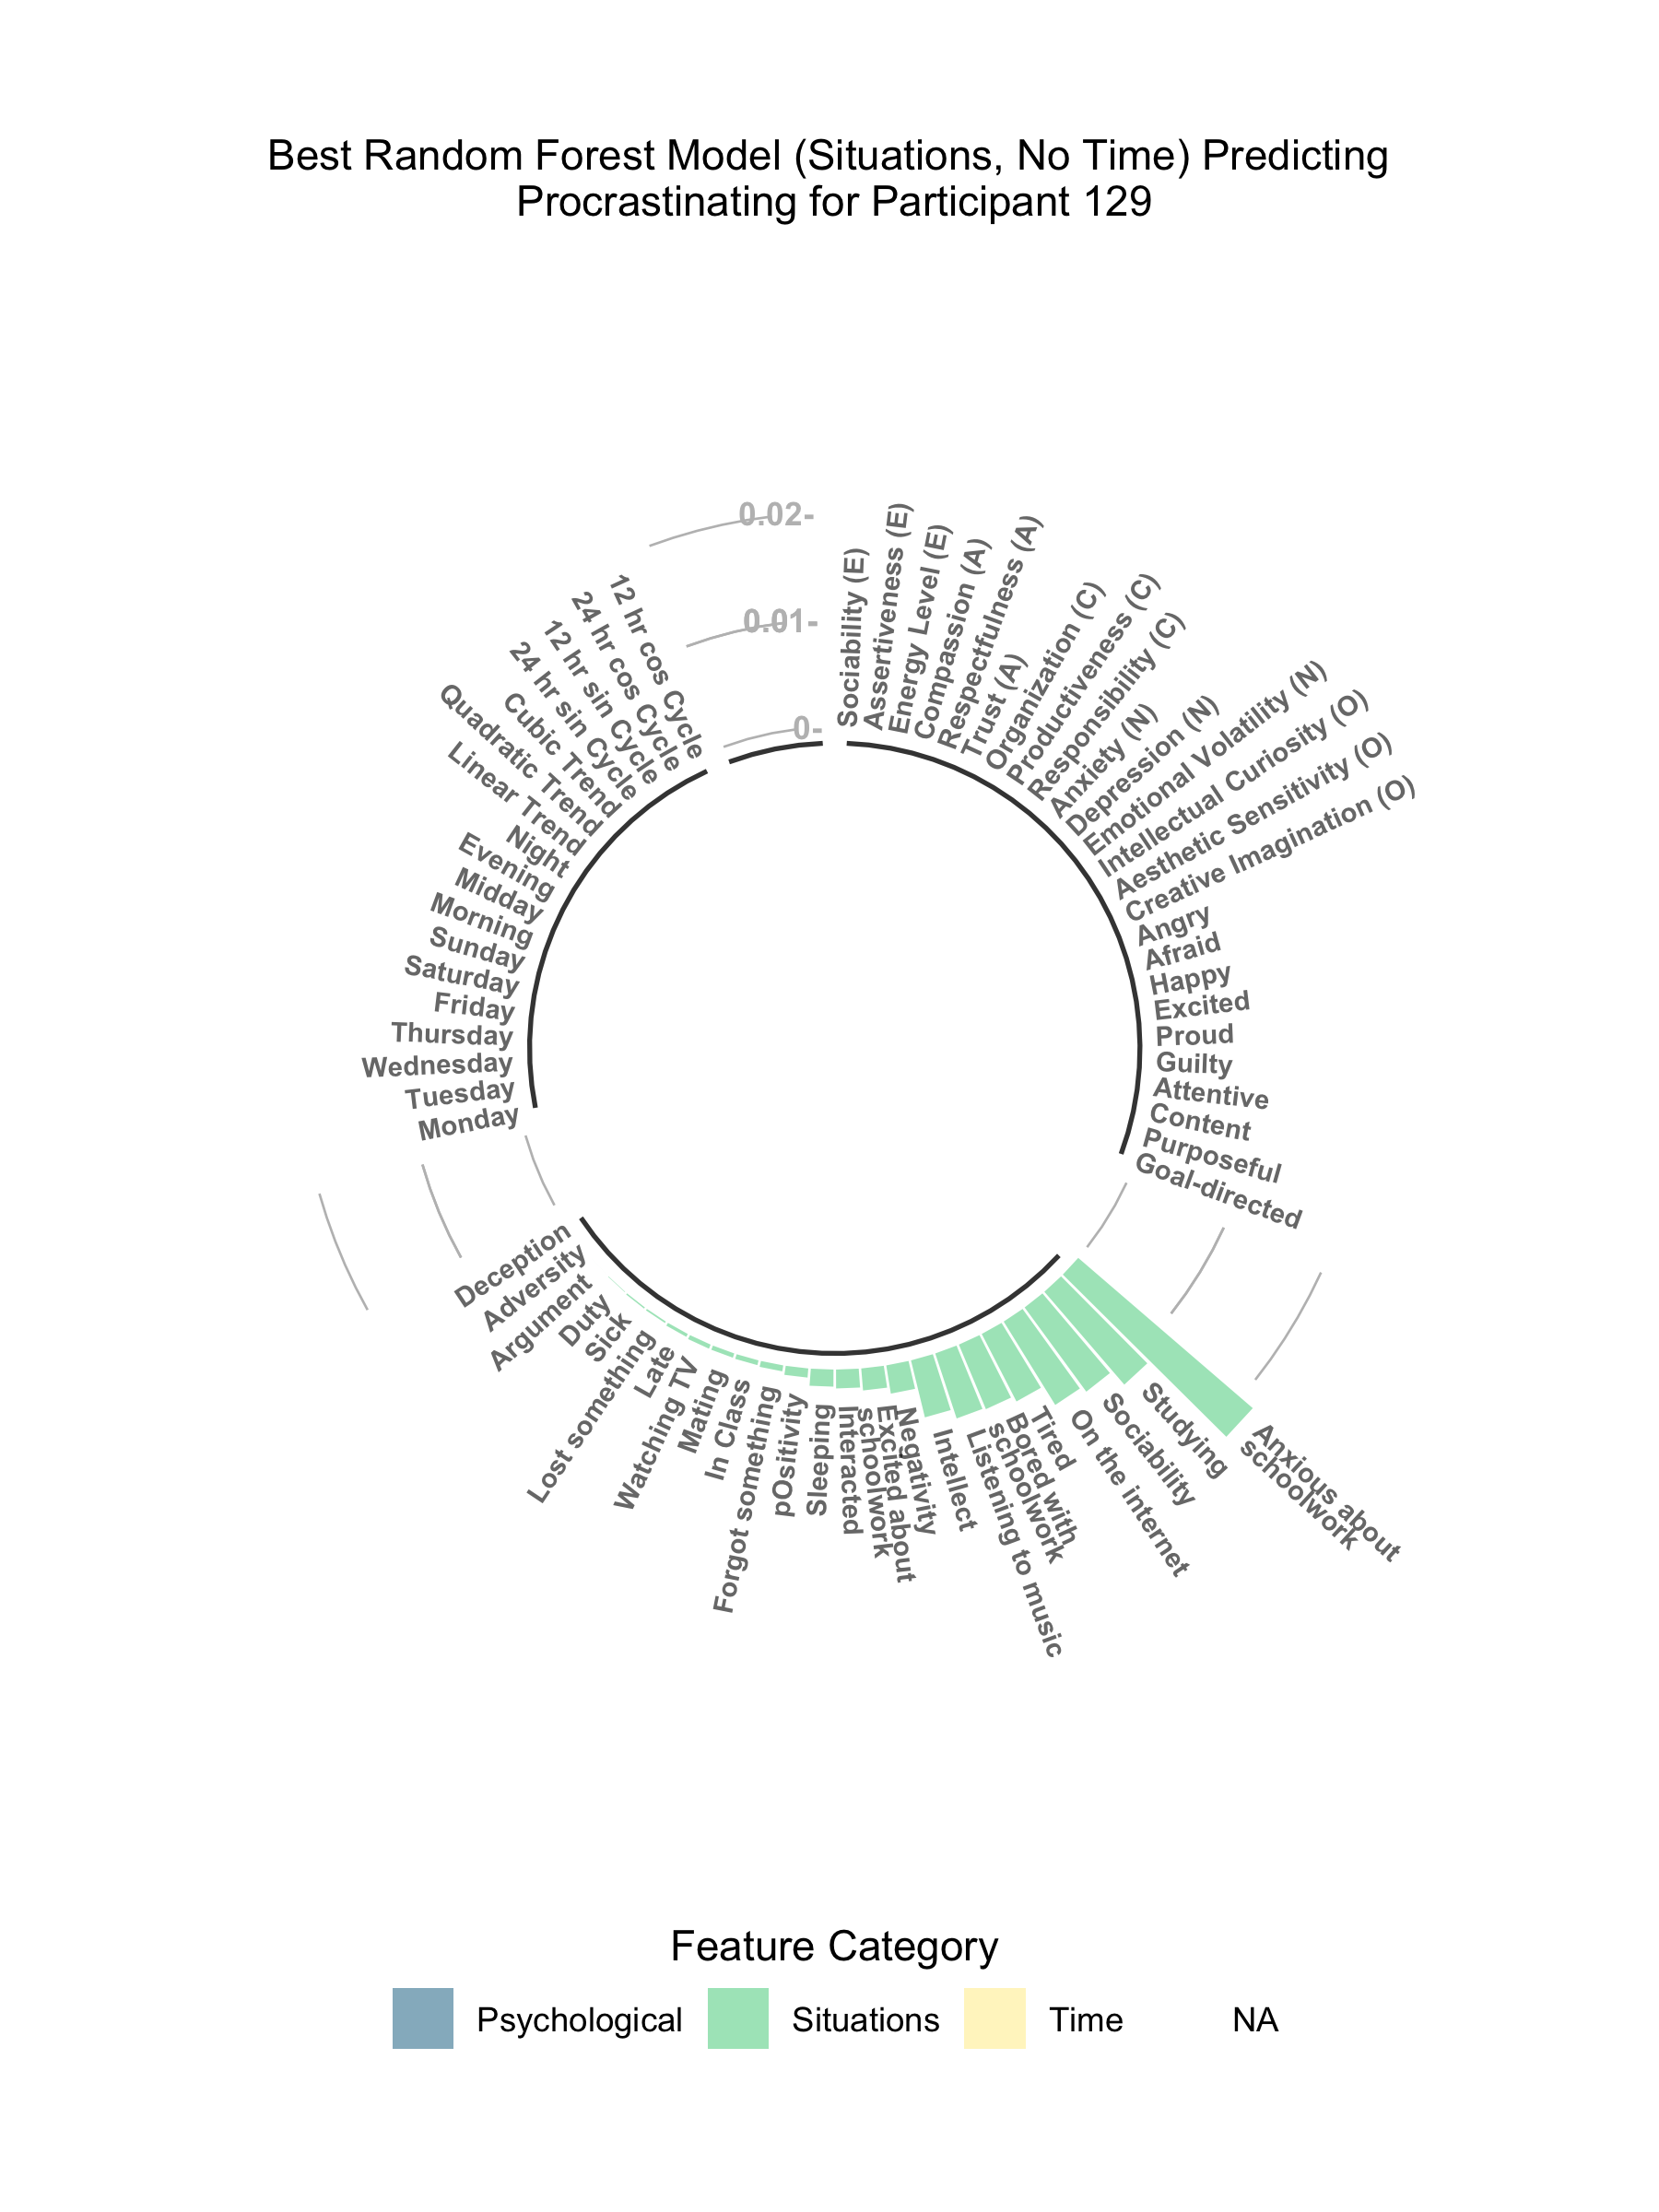 Best Random Forest Model (Situations, No Time) Predicting
Procrastinating for Participant 129
0.02-
0.01-
0-
Sociability (E)
Assertiveness (E)
Energy Level (E)
Compassion (A)
Respectfulness (A)
Trust (A)
Organization (C)
Productiveness (C)
Responsibility (C)
Anxiety (N)
Depression (N)
Emotional Volatility (N)
Intellectual Curiosity (O)
Aesthetic Sensitivity (O)
Creative Imagination (O)
Angry
Afraid
Happy
Excited
Proud
Guilty
Attentive
Content
Purposeful
Goal-directed
Anxious about
schoolwork
Studying
Sociability
On the internet
Tired
Bored with
schoolwork
Listening to music
Intellect
Negativity
Excited about
schoolwork
Interacted
Sleeping
pOsitivity
Forgot something
In Class
Mating
Watching TV
Late
Lost something
Sick
Duty
Argument
Adversity
Deception
Monday
Tuesday
Wednesday
Thursday
Friday
Saturday
Sunday
Morning
Midday
Evening
Night
Linear Trend
Quadratic Trend
Cubic Trend
24 hr sin Cycle
12 hr sin Cycle
24 hr cos Cycle
12 hr cos Cycle
Feature Category
Psychological
Situations
Time
NA